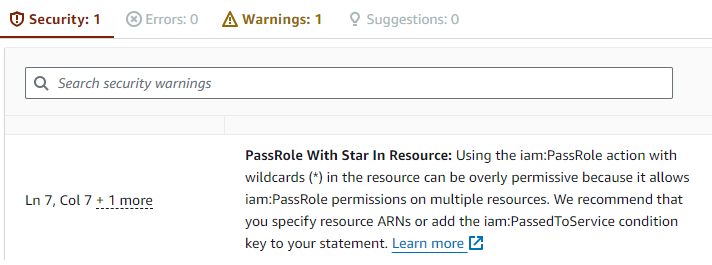 Security: 1 Errors: 0 Warnings: 1 Suggestions: 0
Search security warnings
PassRole With Star In Resource: Using the iam:PassRole action with
wildcards (*) in the resource can be overly permissive because it allows
Ln 7, Col 7 + 1 more
iam:PassRole permissions on multiple resources. We recommend that
you specify resource ARNs or add the iam:PassedToService condition
key to your statement. Learn more